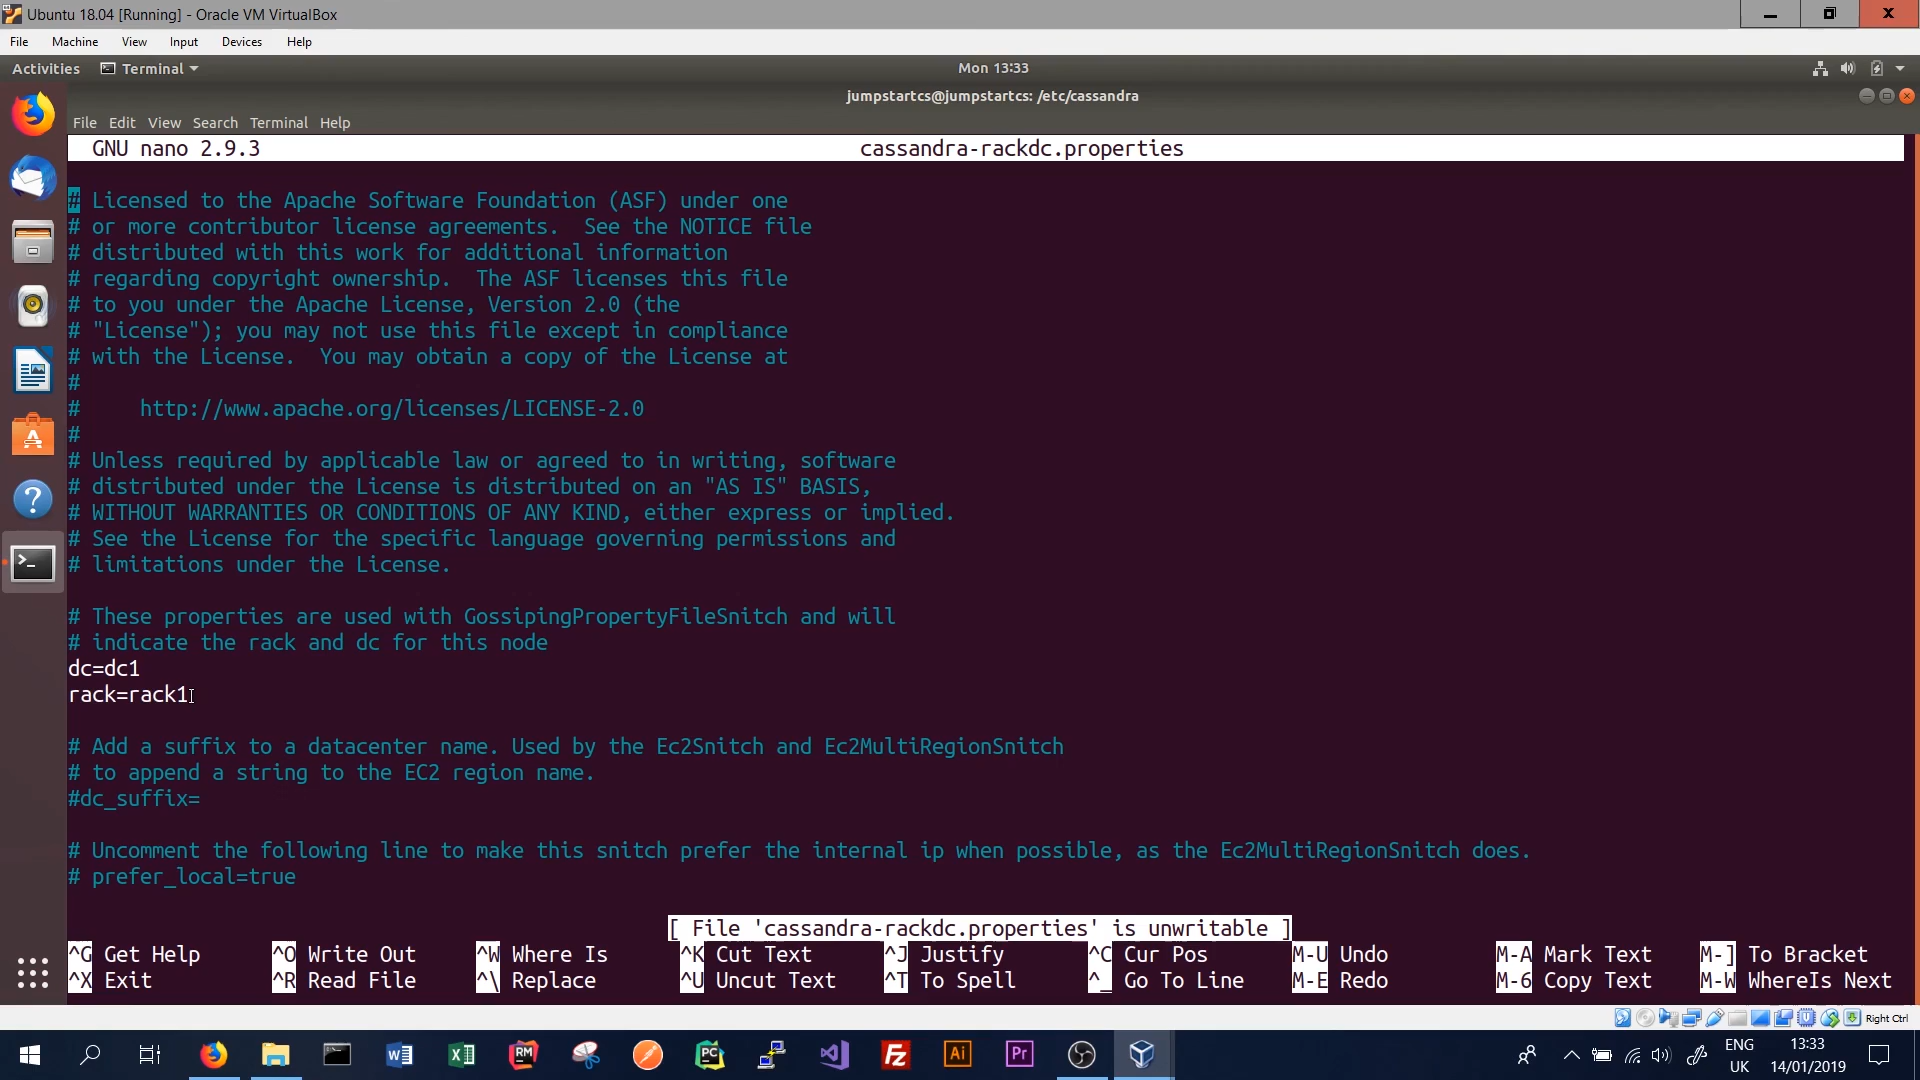 Ubuntu 18.04 [Running] - Oracle VM VirtualBox
File Machine View Input Devices Help
Activities Terminal Mon 13:33
jumpstartcs@jumpstartcs: /etc/cassandra
File Edit View Search Terminal Help
GNU nano 2.9.3 cassandra-rackdc.properties
# Licensed to the Apache Software Foundation (ASF) under one
# or more contributor license agreements.  See the NOTICE file
# distributed with this work for additional information
# regarding copyright ownership.  The ASF licenses this file
# to you under the Apache License, Version 2.0 (the
# "License"); you may not use this file except in compliance
# with the License.  You may obtain a copy of the License at
#
#     http://www.apache.org/licenses/LICENSE-2.0
#
# Unless required by applicable law or agreed to in writing, software
# distributed under the License is distributed on an "AS IS" BASIS,
# WITHOUT WARRANTIES OR CONDITIONS OF ANY KIND, either express or implied.
# See the License for the specific language governing permissions and
# limitations under the License.
# These properties are used with GossipingPropertyFileSnitch and will
# indicate the rack and dc for this node
dc=dc1
rack=rack1
# Add a suffix to a datacenter name. Used by the Ec2Snitch and Ec2MultiRegionSnitch
# to append a string to the EC2 region name.
#dc_suffix=
# Uncomment the following line to make this snitch prefer the internal ip when possible, as the Ec2MultiRegionSnitch does.
# prefer_local=true
[ File 'cassandra-rackdc.properties' is unwritable ]
^G Get Help ^O Write Out ^W Where Is ^K Cut Text ^J Justify ^C Cur Pos M-U Undo M-A Mark Text M-] To Bracket
^X Exit ^R Read File ^\ Replace ^U Uncut Text ^T To Spell ^_ Go To Line M-E Redo M-6 Copy Text M-W WhereIs Next
Right Ctrl
ENG 13:33
UK 14/01/2019